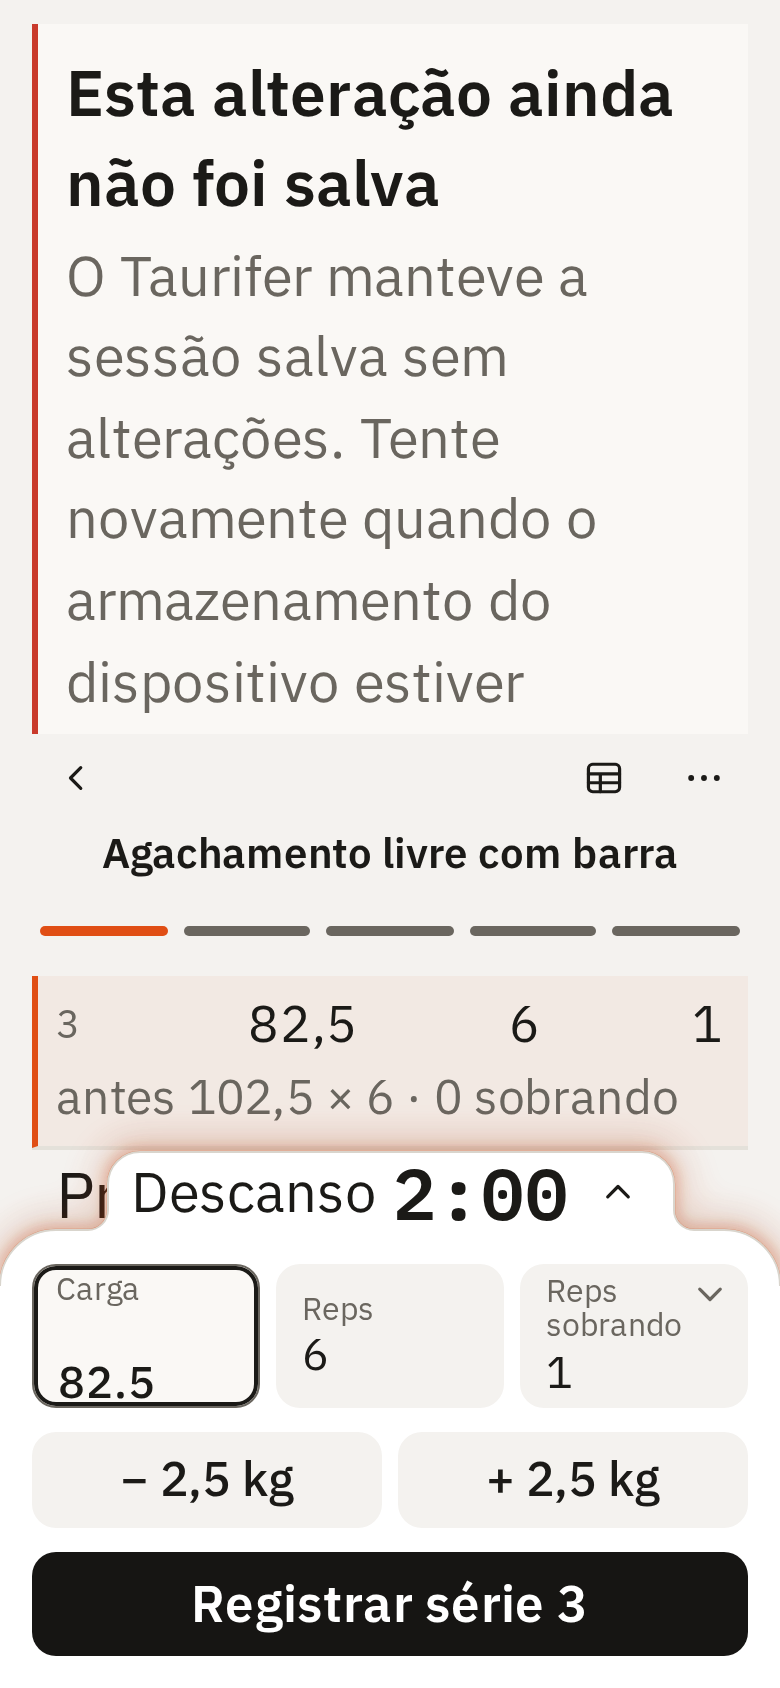 Esta alteração ainda
não foi salva
O Taurifer manteve a
sessão salva sem
alterações. Tente
novamente quando o
armazenamento do
dispositivo estiver
Agachamento livre com barra
3 82,5 6 1
antes 102,5 × 6 · 0 sobrando
Descanso 2:00
Carga
82.5
Reps
6
Reps
sobrando
1
− 2,5 kg
+ 2,5 kg
Registrar série 3